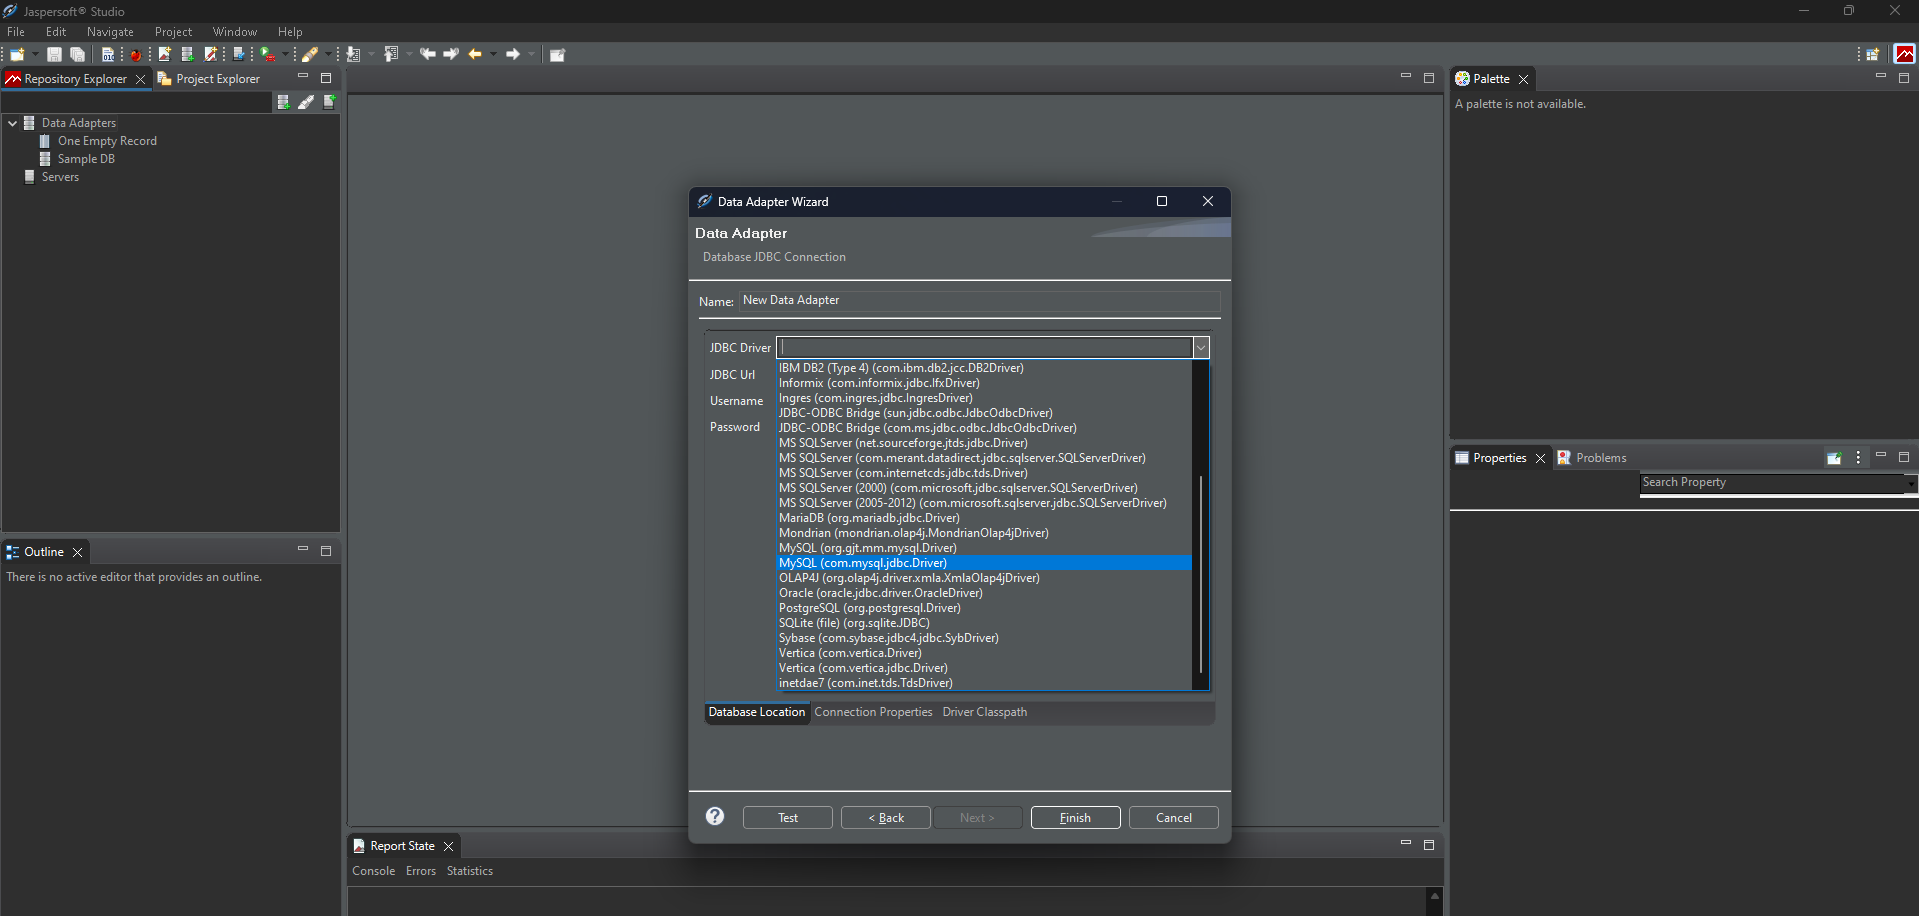 Jaspersoft® Studio
File Edit Navigate Project Window Help
Repository Explorer Project Explorer
Data Adapters
One Empty Record
Sample DB
Servers
Outline
There is no active editor that provides an outline.
Data Adapter Wizard
Data Adapter
Database JDBC Connection
Name: New Data Adapter
JDBC Driver
JDBC Url
Username
Password
IBM DB2 (Type 4) (com.ibm.db2.jcc.DB2Driver)
Informix (com.informix.jdbc.IfxDriver)
Ingres (com.ingres.jdbc.IngresDriver)
JDBC-ODBC Bridge (sun.jdbc.odbc.JdbcOdbcDriver)
JDBC-ODBC Bridge (com.ms.jdbc.odbc.JdbcOdbcDriver)
MS SQLServer (net.sourceforge.jtds.jdbc.Driver)
MS SQLServer (com.merant.datadirect.jdbc.sqlserver.SQLServerDriver)
MS SQLServer (com.internetcds.jdbc.tds.Driver)
MS SQLServer (2000) (com.microsoft.jdbc.sqlserver.SQLServerDriver)
MS SQLServer (2005-2012) (com.microsoft.sqlserver.jdbc.SQLServerDriver)
MariaDB (org.mariadb.jdbc.Driver)
Mondrian (mondrian.olap4j.MondrianOlap4jDriver)
MySQL (org.gjt.mm.mysql.Driver)
MySQL (com.mysql.jdbc.Driver)
OLAP4J (org.olap4j.driver.xmla.XmlaOlap4jDriver)
Oracle (oracle.jdbc.driver.OracleDriver)
PostgreSQL (org.postgresql.Driver)
SQLite (file) (org.sqlite.JDBC)
Sybase (com.sybase.jdbc4.jdbc.SybDriver)
Vertica (com.vertica.Driver)
Vertica (com.vertica.jdbc.Driver)
inetdae7 (com.inet.tds.TdsDriver)
Database Location Connection Properties Driver Classpath
Test < Back Next > Finish Cancel
Report State
Console Errors Statistics
Palette
A palette is not available.
Properties Problems
Search Property